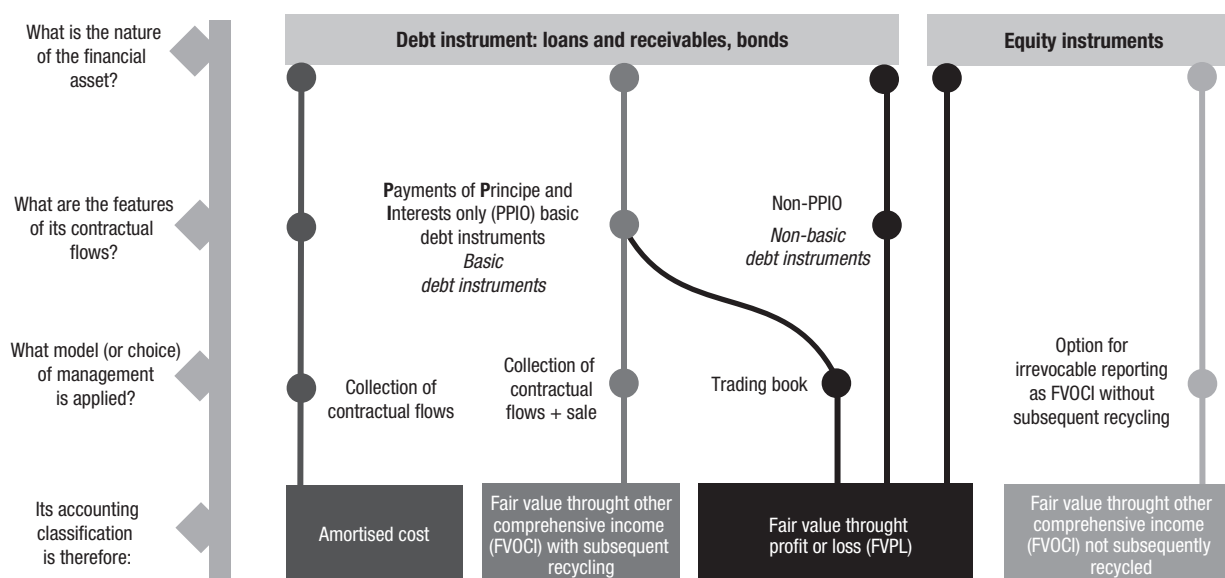 What is the nature
of the financial
asset?
Debt instrument: loans and receivables, bonds
Equity instruments
What are the features
of its contractual
flows?
Payments of Principe and
Interests only (PPIO) basic
debt instruments
Basic
debt instruments
Non-PPIO
Non-basic
debt instruments
What model (or choice)
of management
is applied?
Collection of
contractual flows
Collection of
contractual
flows + sale
Trading book
Option for
irrevocable reporting
as FVOCI without
subsequent recycling
Its accounting
classification
is therefore:
Amortised cost
Fair value throught other
comprehensive income
(FVOCI) with subsequent
recycling
Fair value throught
profit or loss (FVPL)
Fair value throught other
comprehensive income
(FVOCI) not subsequently
recycled